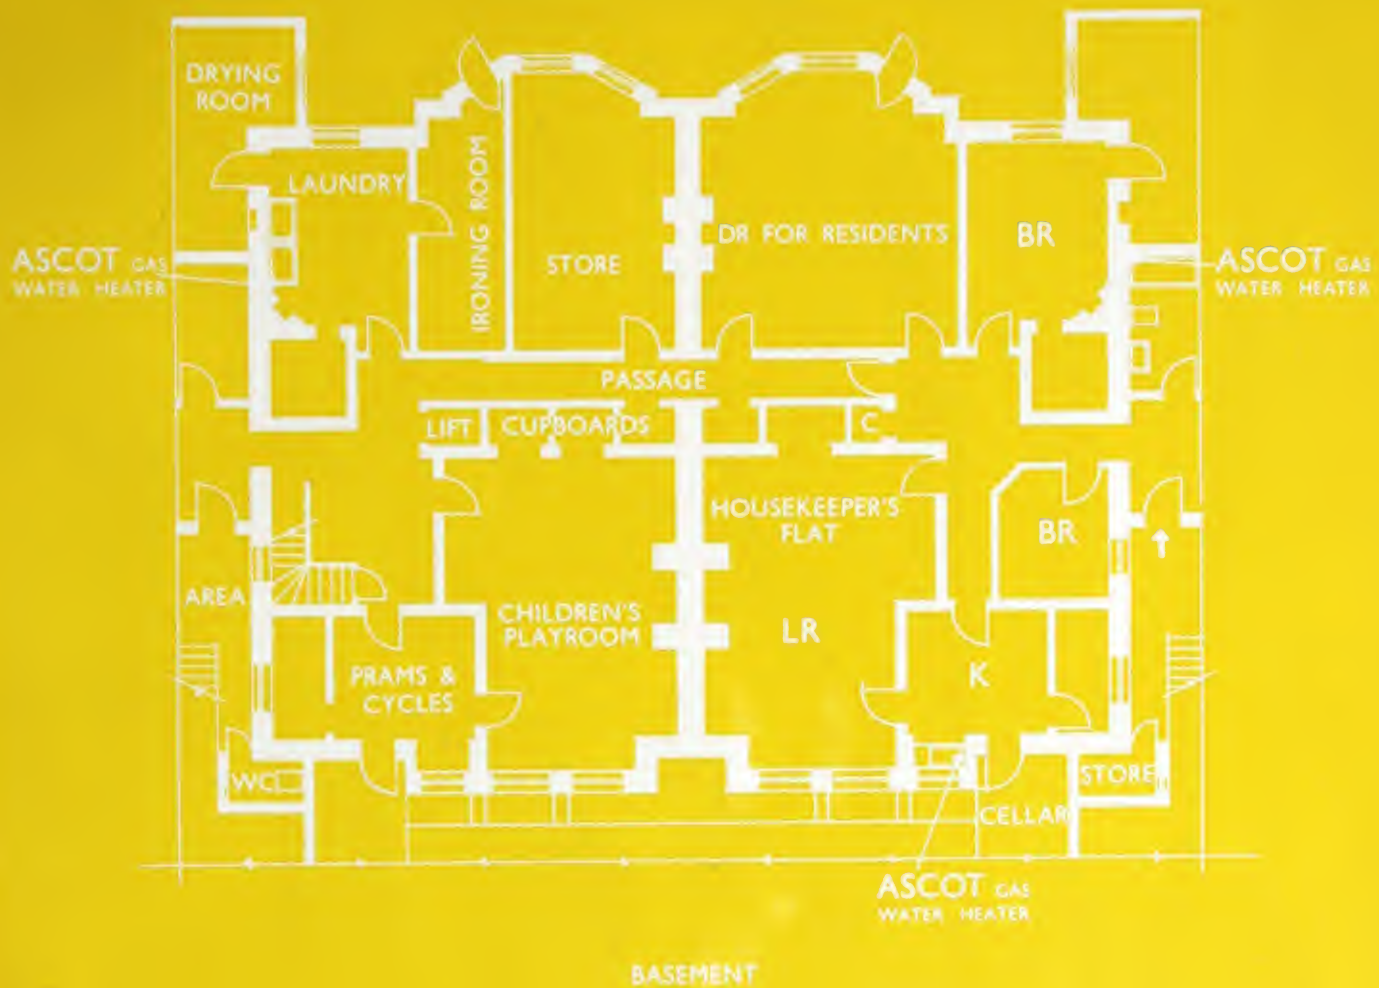 DRYING
ROOM
LAUNDRY
IRONING ROOM
STORE
DR FOR RESIDENTS
BR
ASCOT GAS
WATER HEATER
ASCOT GAS
WATER HEATER
PASSAGE
LIFT
CUPBOARDS
C
HOUSEKEEPER'S
FLAT
BR
AREA
CHILDREN'S
PLAYROOM
LR
PRAMS &
CYCLES
K
WC
STORE
CELLAR
ASCOT GAS
WATER HEATER
BASEMENT